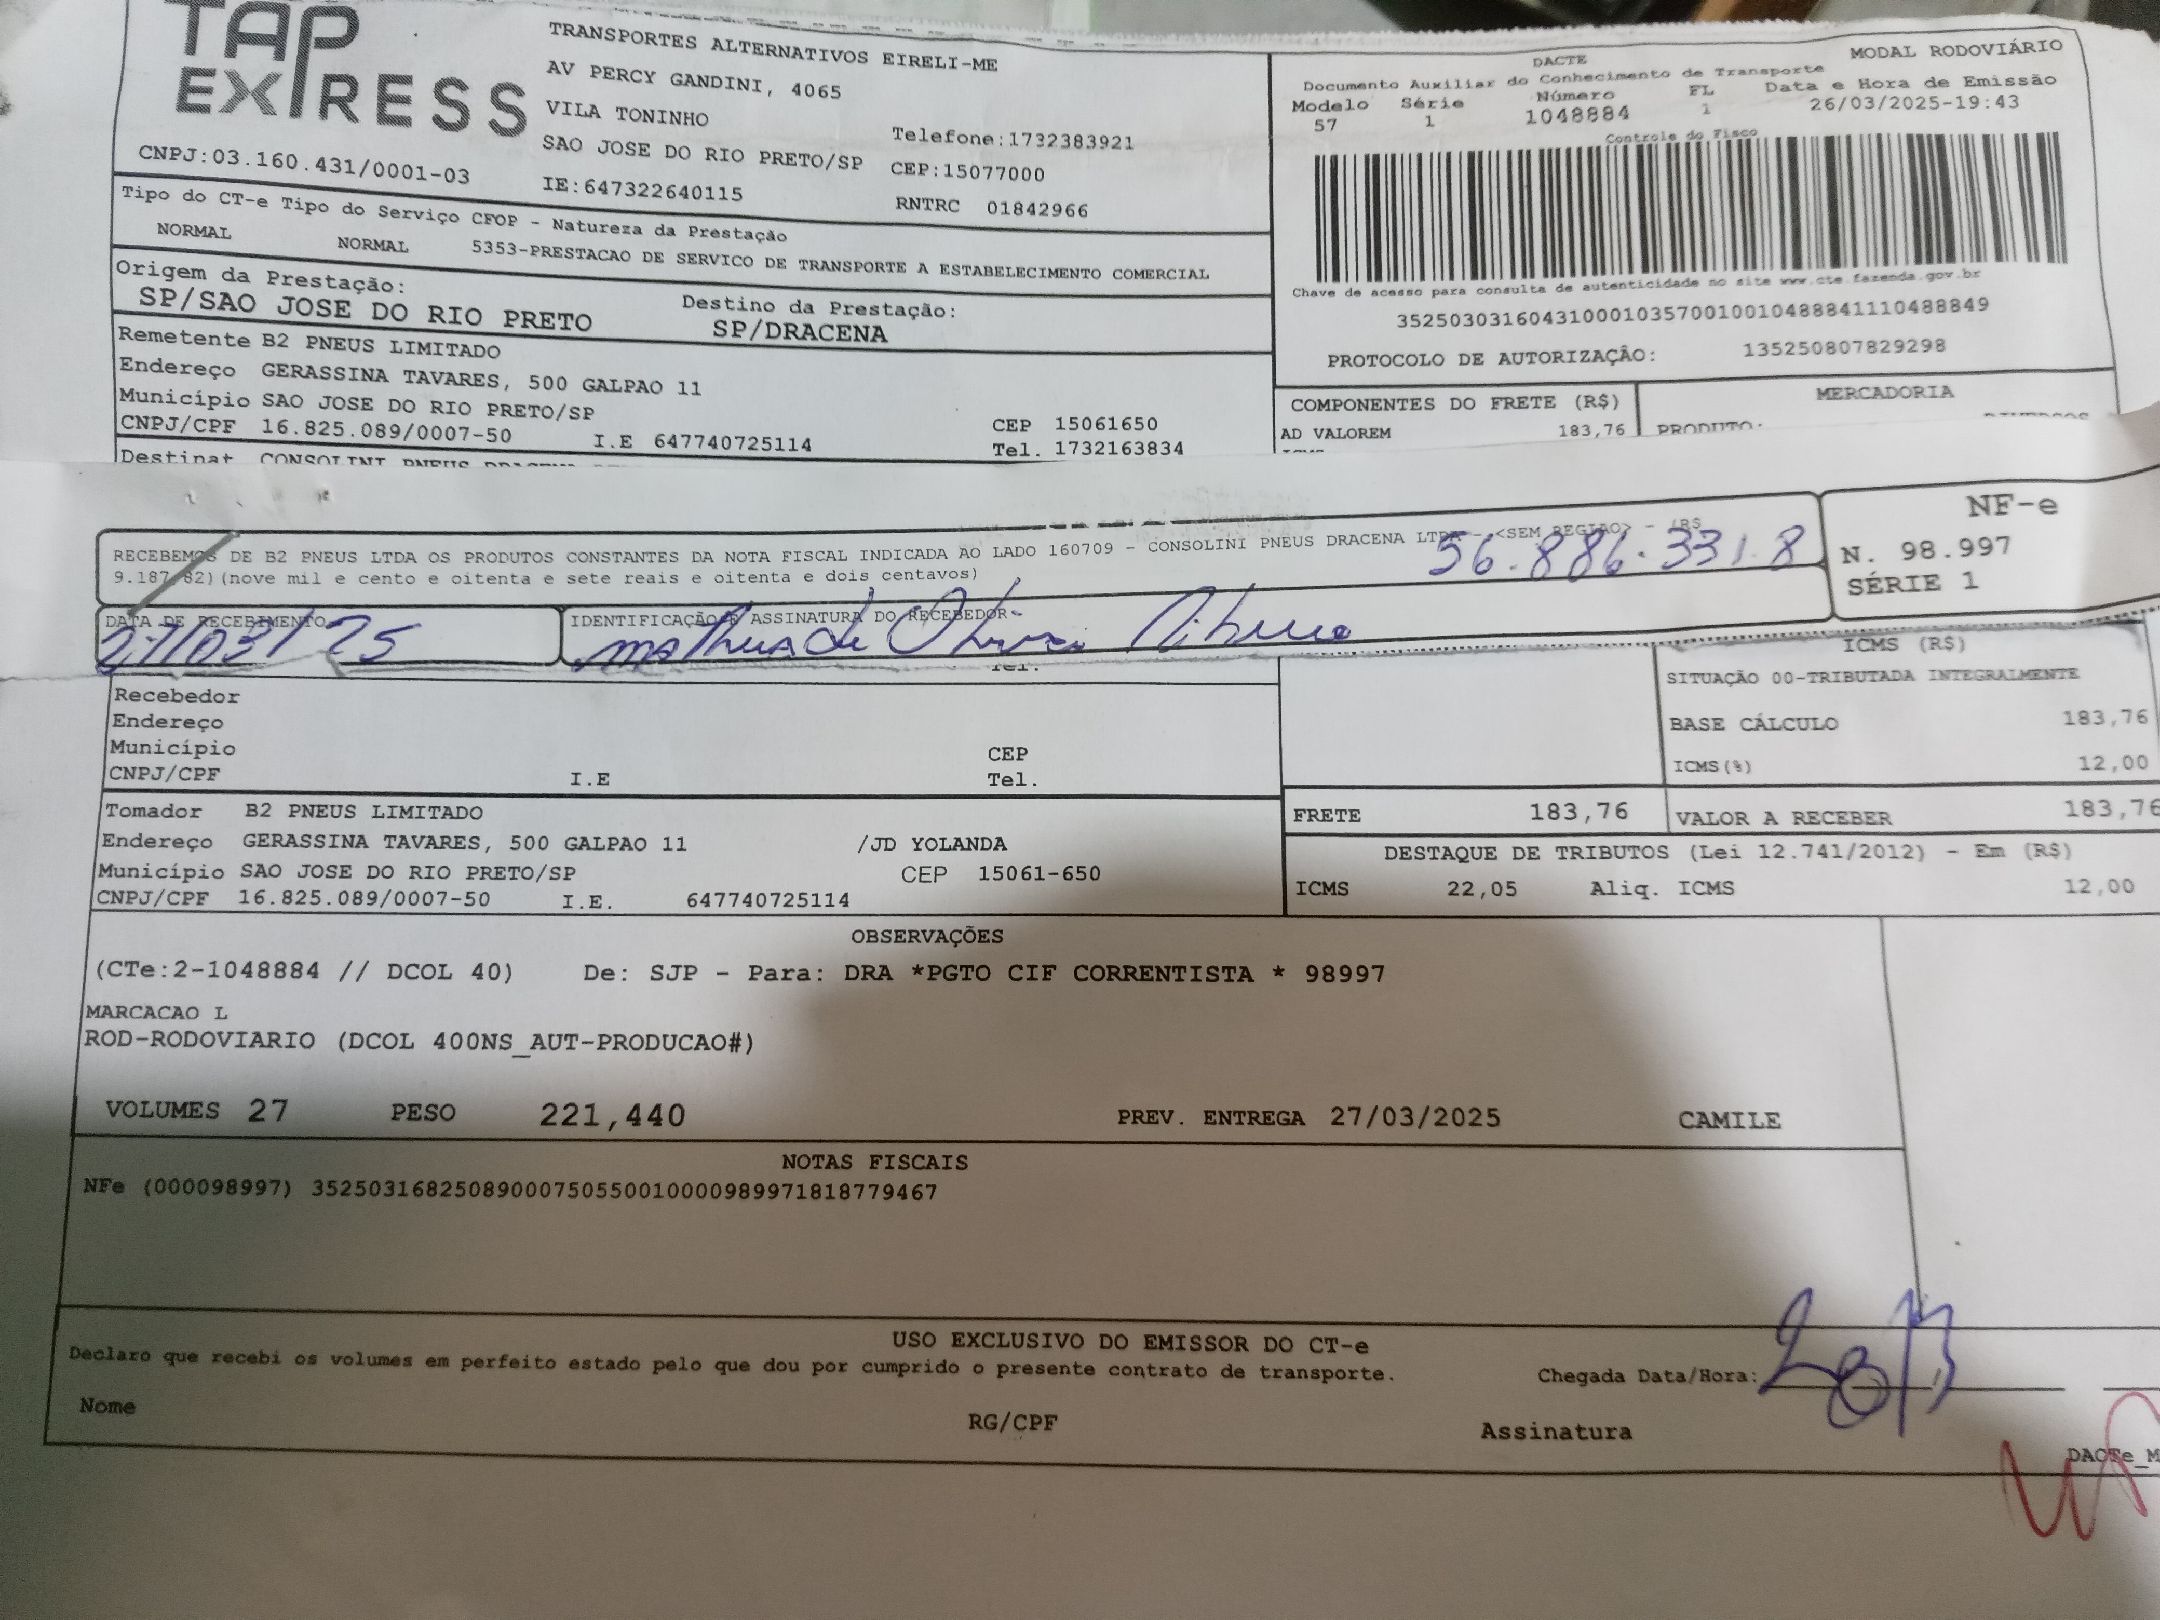 TAP
EXPRESS
CNPJ:03.160.431/0001-03
TRANSPORTES ALTERNATIVOS EIRELI-ME
AV PERCY GANDINI, 4065
VILA TONINHO
SAO JOSE DO RIO PRETO/SP
IE:647322640115
Telefone:1732383921
CEP:15077000
RNTRC 01842966
DACTE
MODAL RODOVIÁRIO
Documento Auxiliar do Conhecimento de Transporte
Modelo Série Número FL Data e Hora de Emissão
57 1 1048884 1 26/03/2025-19:43
Controle do Fisco
Chave de acesso para consulta de autenticidade no site www.cte.fazenda.gov.br
35250303160431000103570010010488841110488849
PROTOCOLO DE AUTORIZAÇÃO: 135250807829298
Tipo do CT-e Tipo do Serviço CFOP - Natureza da Prestação
NORMAL NORMAL 5353-PRESTACAO DE SERVICO DE TRANSPORTE A ESTABELECIMENTO COMERCIAL
Origem da Prestação: Destino da Prestação:
SP/SAO JOSE DO RIO PRETO SP/DRACENA
Remetente B2 PNEUS LIMITADO
Endereço GERASSINA TAVARES, 500 GALPAO 11
Município SAO JOSE DO RIO PRETO/SP CEP 15061650
CNPJ/CPF 16.825.089/0007-50 I.E 647740725114 Tel. 1732163834
Destinat CONSOLINI PNEUS
COMPONENTES DO FRETE (R$) MERCADORIA
AD VALOREM 183,76 PRODUTO:
RECEBEMOS DE B2 PNEUS LTDA OS PRODUTOS CONSTANTES DA NOTA FISCAL INDICADA AO LADO 160709 - CONSOLINI PNEUS DRACENA LTDA - <SEM REGIAO> - (R$
9.187,82)(nove mil e cento e oitenta e sete reais e oitenta e dois centavos)
56.886.331.8
NF-e
N. 98.997
SÉRIE 1
DATA DE RECEBIMENTO IDENTIFICAÇÃO E ASSINATURA DO RECEBEDOR
27/03/25
Tel.
Recebedor
Endereço
Município CEP
CNPJ/CPF I.E Tel.
ICMS (R$)
SITUAÇÃO 00-TRIBUTADA INTEGRALMENTE
BASE CÁLCULO 183,76
ICMS(%) 12,00
Tomador B2 PNEUS LIMITADO
Endereço GERASSINA TAVARES, 500 GALPAO 11 /JD YOLANDA
Município SAO JOSE DO RIO PRETO/SP CEP 15061-650
CNPJ/CPF 16.825.089/0007-50 I.E. 647740725114
FRETE 183,76 VALOR A RECEBER 183,76
DESTAQUE DE TRIBUTOS (Lei 12.741/2012) - Em (R$)
ICMS 22,05 Aliq. ICMS 12,00
OBSERVAÇÕES
(CTe:2-1048884 // DCOL 40) De: SJP - Para: DRA *PGTO CIF CORRENTISTA * 98997
MARCACAO L
ROD-RODOVIARIO (DCOL 400NS_AUT-PRODUCAO#)
VOLUMES 27 PESO 221,440 PREV. ENTREGA 27/03/2025 CAMILE
NOTAS FISCAIS
NFe (000098997) 35250316825089000750550010000989971818779467
USO EXCLUSIVO DO EMISSOR DO CT-e
Declaro que recebi os volumes em perfeito estado pelo que dou por cumprido o presente contrato de transporte. Chegada Data/Hora:
Nome RG/CPF Assinatura
DACTe_M